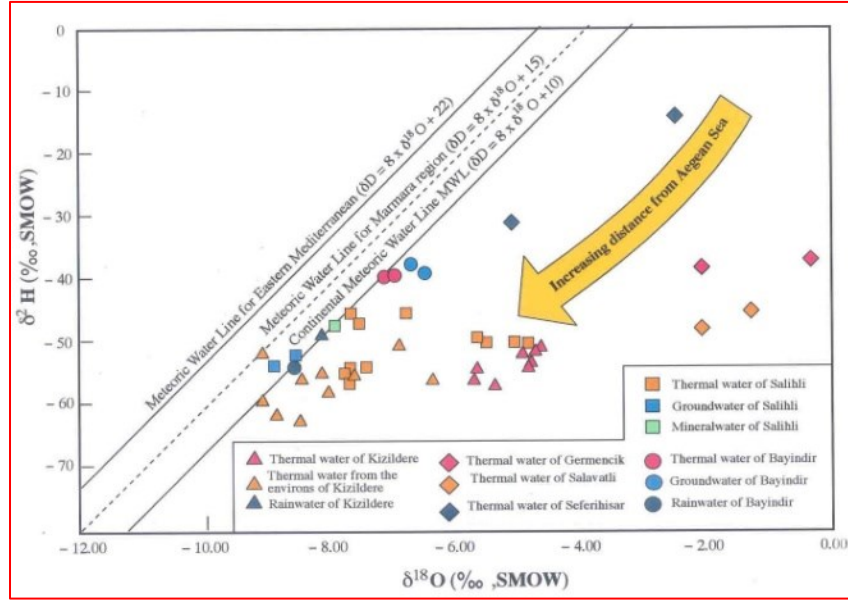 0
- 10
- 20
- 30
- 40
- 50
- 60
- 70
δ² H (‰ ,SMOW)
Meteoric Water Line for Eastern Mediterranean (δD = 8 x δ¹⁸O + 22)
Meteoric Water Line for Marmara region (δD = 8 x δ¹⁸O + 15)
Continental Meteoric Water Line MWL (δD = 8 x δ¹⁸ O +10)
Increasing distance from Aegean Sea
Thermal water of Salihli
Groundwater of Salihli
Mineralwater of Salihli
Thermal water of Kizildere
Thermal water from the
environs of Kizildere
Rainwater of Kizildere
Thermal water of Germencik
Thermal water of Salavatli
Thermal water of Seferihisar
Thermal water of Bayindir
Groundwater of Bayindir
Rainwater of Bayindir
- 12.00
- 10.00
- 8.00
- 6.00
- 4.00
- 2.00
0.00
δ¹⁸O (‰ ,SMOW)